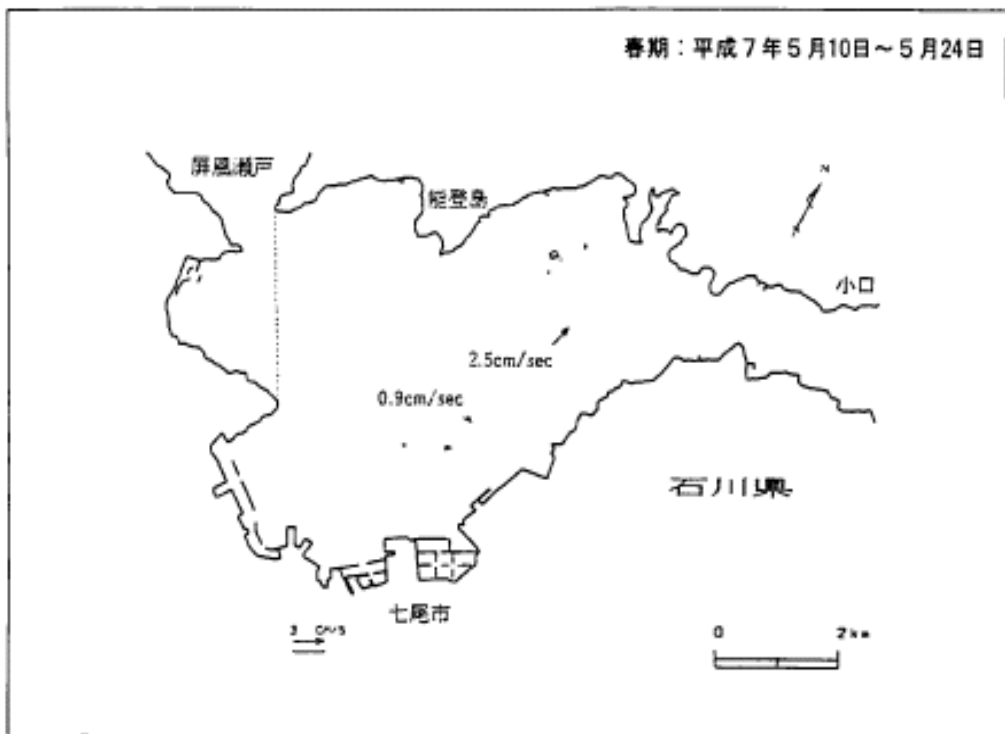 春期：平成7年5月10日～5月24日
屏風瀬戸
能登島
N
小口
2.5cm/sec
0.9cm/sec
石川県
七尾市
0 2km